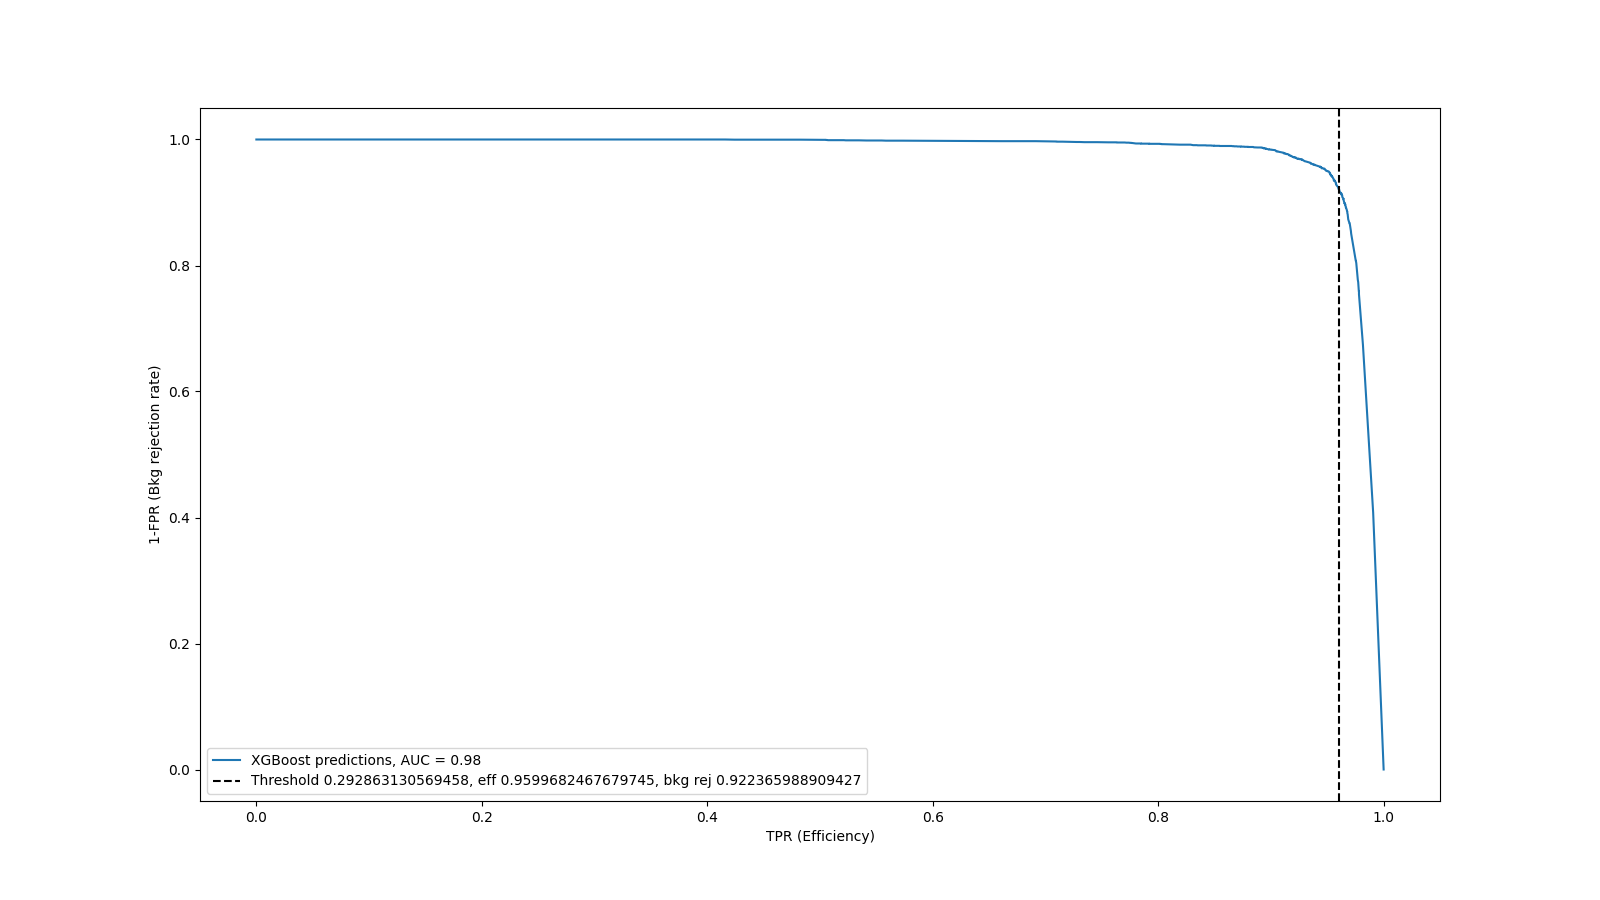 1.0
0.8
0.6
0.4
0.2
0.0
1-FPR (Bkg rejection rate)
XGBoost predictions, AUC = 0.98
Threshold 0.292863130569458, eff 0.9599682467679745, bkg rej 0.922365988909427
0.0 0.2 0.4 0.6 0.8 1.0
TPR (Efficiency)